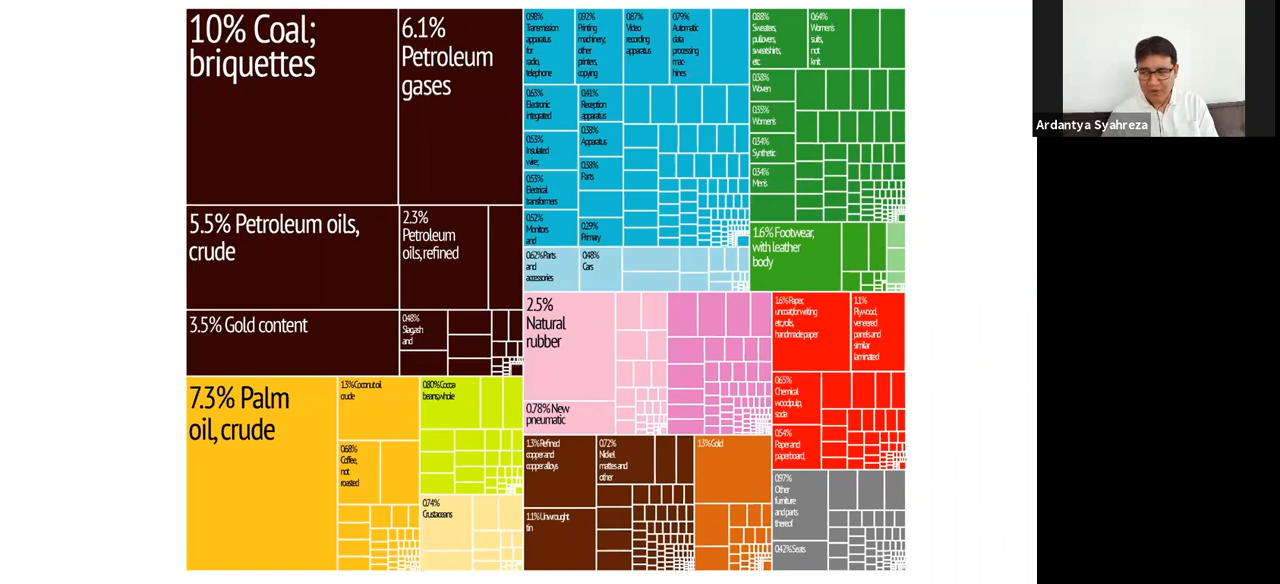 10% Coal;
briquettes
6.1%
Petroleum
gases
5.5% Petroleum oils,
crude
2.3%
Petroleum
oils, refined
3.5% Gold content
0.48%
Slagash
and
7.3% Palm
oil, crude
1.3% Coconut oil
crude
0.68%
Coffee,
not
roasted
0.80% Cocoa
beans, whole
0.74%
Crustaceans
0.98%
Transmission
apparatus
for
radio,
telephone
0.92%
Printing
machinery;
other
printers,
copying
0.87%
Video
recording
apparatus
0.79%
Automatic
data
processing
mac-
hines
0.63%
Electronic
integrated
0.41%
Reception
apparatus
0.53%
Insulated
wire;
0.38%
Apparatus
0.53%
Electrical
transformers
0.38%
Parts
0.52%
Monitors
and
0.29%
Primary
0.62% Parts
and
accessories
0.48%
Cars
0.88%
Sweaters,
pullovers,
sweatshirts,
etc.
0.64%
Women's
suits,
not
knit
0.38%
Woven
0.35%
Women's
0.34%
Synthetic
0.34%
Men's
1.6% Footwear,
with leather
body
2.5%
Natural
rubber
0.78% New
pneumatic
1.6% Paper,
uncoat, for writing
etc, rolls,
handmade paper
1.1%
Plywood,
veneered
panels and
similar
laminated
0.65%
Chemical
woodpulp,
soda
0.54%
Paper and
paperboard,
1.3% Refined
copper and
copper alloys
0.72%
Nickel
mattes and
other
1.3% Gold
1.1% Unwrought
tin
0.97%
Other
furniture
and parts
thereof
0.42% Seats
Ardantya Syahreza